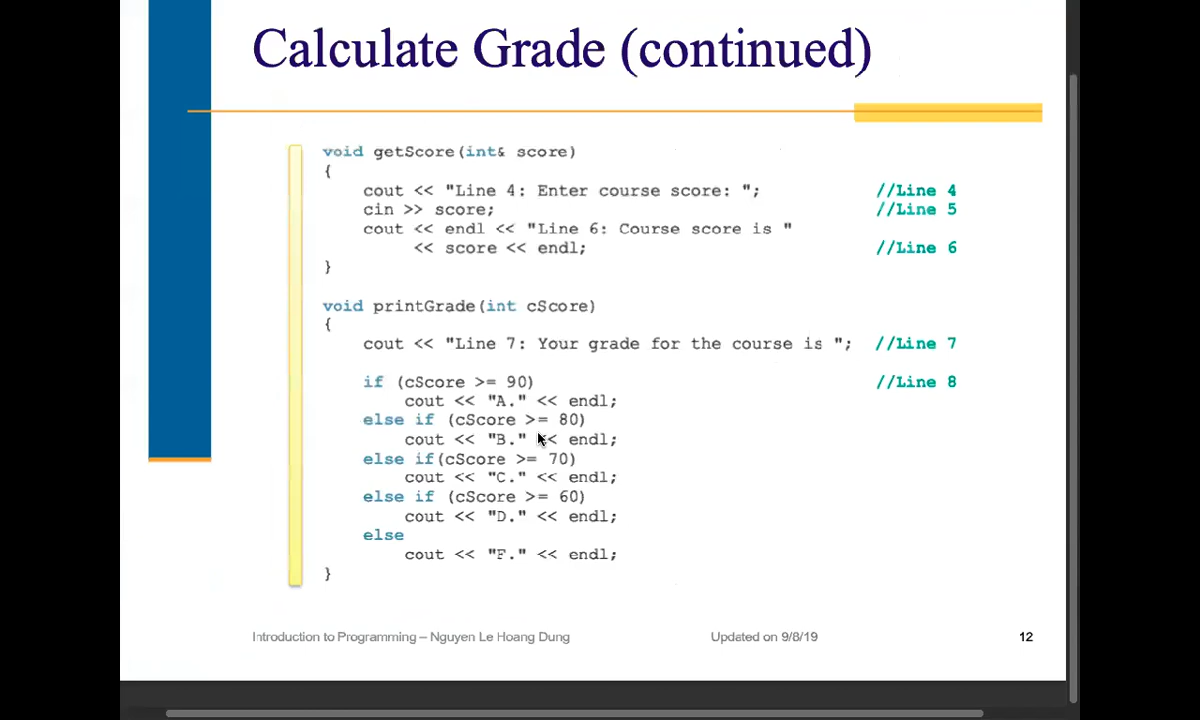 Calculate Grade (continued)
void getScore(int& score)
{
cout << "Line 4: Enter course score: "; //Line 4
cin >> score; //Line 5
cout << endl << "Line 6: Course score is "
<< score << endl; //Line 6
}
void printGrade(int cScore)
{
cout << "Line 7: Your grade for the course is "; //Line 7
if (cScore >= 90) //Line 8
cout << "A." << endl;
else if (cScore >= 80)
cout << "B." << endl;
else if(cScore >= 70)
cout << "C." << endl;
else if (cScore >= 60)
cout << "D." << endl;
else
cout << "F." << endl;
}
Introduction to Programming – Nguyen Le Hoang Dung Updated on 9/8/19 12